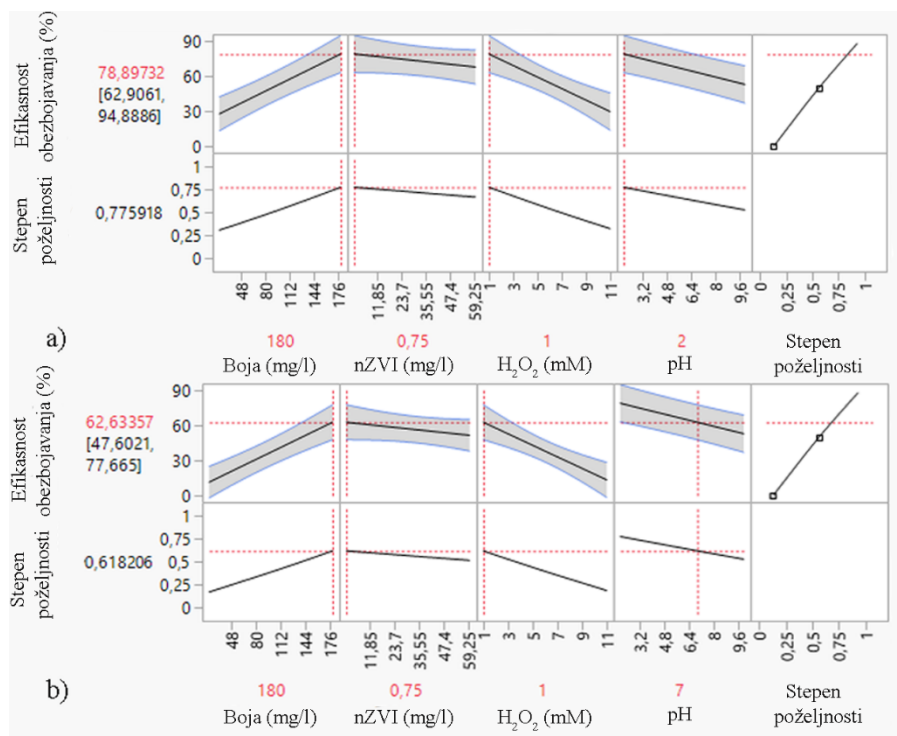 Efikasnost
obezbojavanja (%)
78,89732
[62,9061,
94,8886]
90
60
30
0
Stepen
poželjnosti
0,775918
1
0,75
0,5
0,25
0
48 80 112 144 176
11,85 23,7 35,55 47,4 59,25
1 3 5 7 9 11
3,2 4,8 6,4 8 9,6
0 0,25 0,5 0,75 1
a)
180 0,75 1 2 Stepen
Boja (mg/l) nZVI (mg/l) H₂O₂ (mM) pH poželjnosti
Efikasnost
obezbojavanja (%)
62,63357
[47,6021,
77,665]
90
60
30
0
Stepen
poželjnosti
0,618206
1
0,75
0,5
0,25
0
48 80 112 144 176
11,85 23,7 35,55 47,4 59,25
1 3 5 7 9 11
3,2 4,8 6,4 8 9,6
0 0,25 0,5 0,75 1
b)
180 0,75 1 7 Stepen
Boja (mg/l) nZVI (mg/l) H₂O₂ (mM) pH poželjnosti